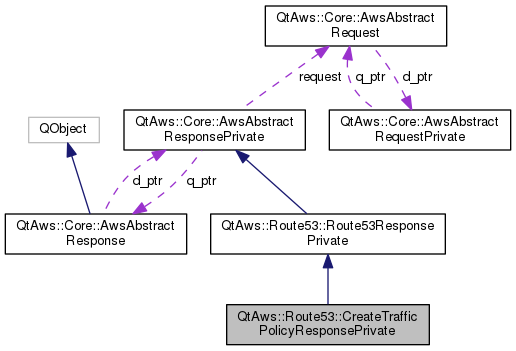 QtAws::Core::AwsAbstract
Request
request
q_ptr
d_ptr
QObject
QtAws::Core::AwsAbstract
ResponsePrivate
QtAws::Core::AwsAbstract
RequestPrivate
d_ptr
q_ptr
QtAws::Core::AwsAbstract
Response
QtAws::Route53::Route53Response
Private
QtAws::Route53::CreateTraffic
PolicyResponsePrivate